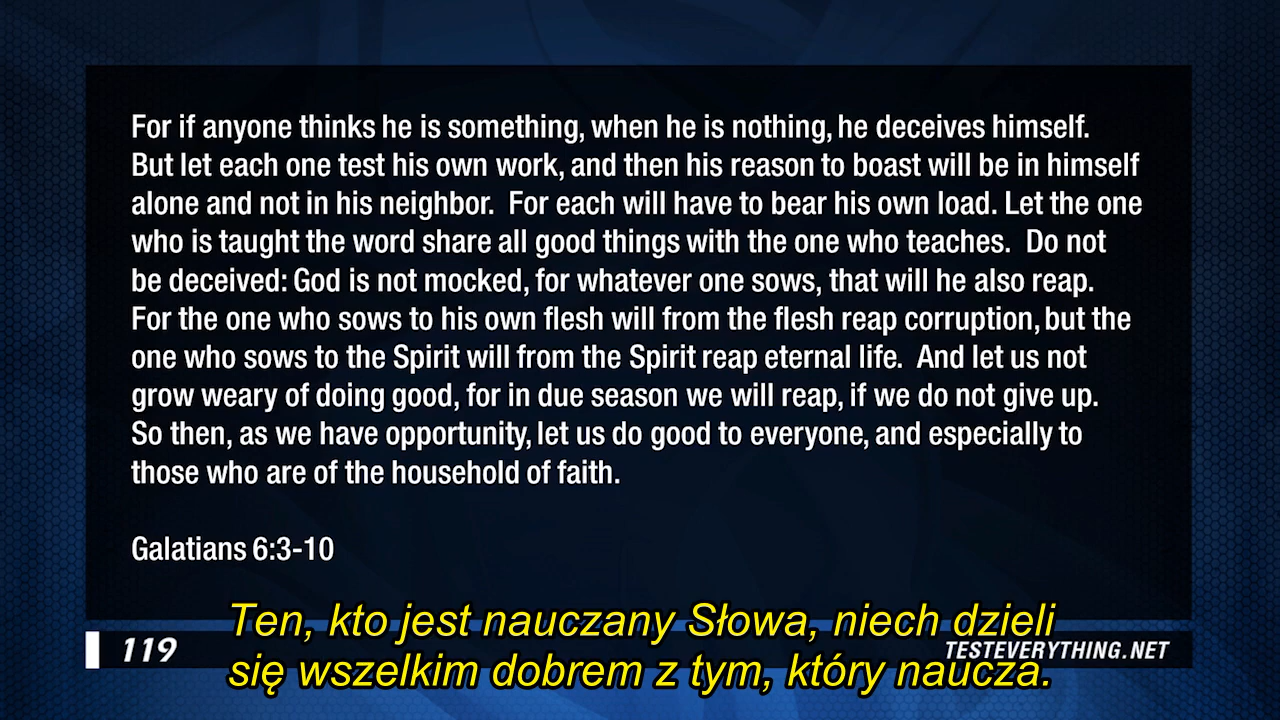 For if anyone thinks he is something, when he is nothing, he deceives himself.
But let each one test his own work, and then his reason to boast will be in himself
alone and not in his neighbor.  For each will have to bear his own load. Let the one
who is taught the word share all good things with the one who teaches.  Do not
be deceived: God is not mocked, for whatever one sows, that will he also reap.
For the one who sows to his own flesh will from the flesh reap corruption, but the
one who sows to the Spirit will from the Spirit reap eternal life.  And let us not
grow weary of doing good, for in due season we will reap, if we do not give up.
So then, as we have opportunity, let us do good to everyone, and especially to
those who are of the household of faith.
Galatians 6:3-10
Ten, kto jest nauczany Słowa, niech dzieli
119
TESTEVERYTHING.NET
się wszelkim dobrem z tym, który naucza.